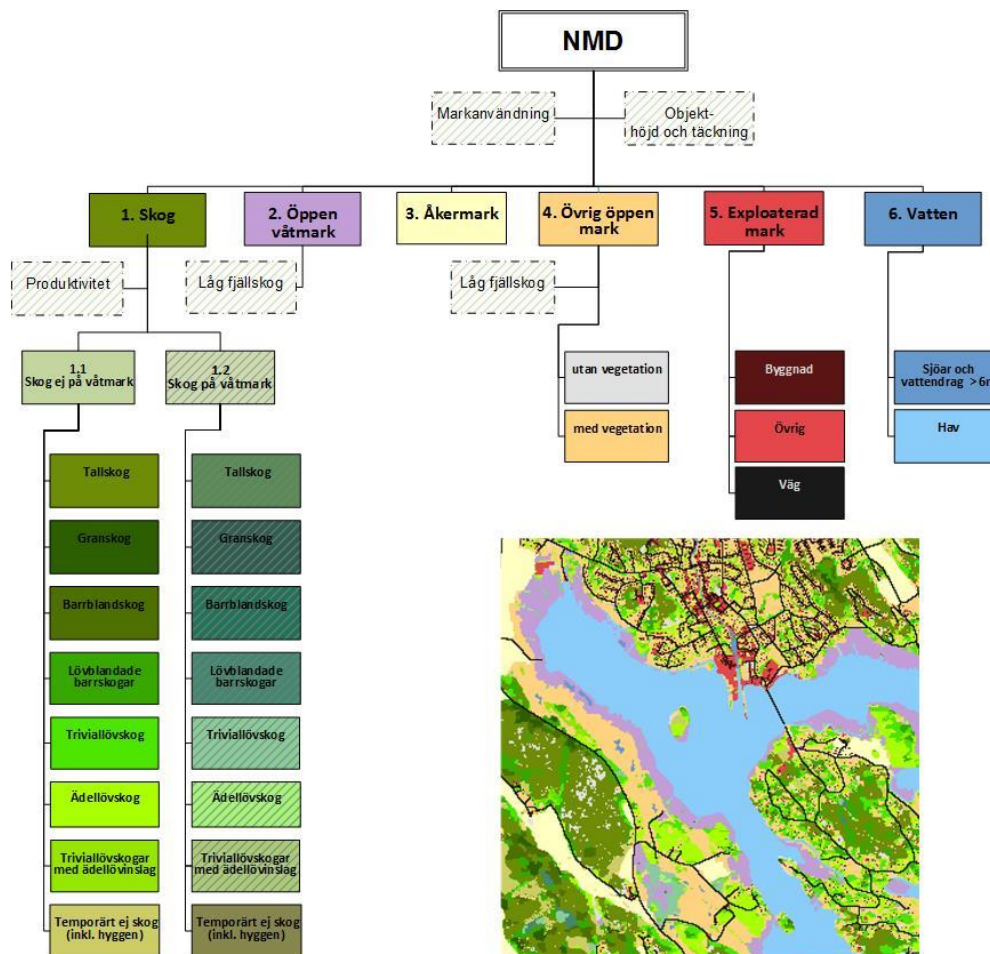 NMD
Markanvändning
Objekt-
höjd och täckning
1. Skog
2. Öppen
våtmark
3. Åkermark
4. Övrig öppen
mark
5. Exploaterad
mark
6. Vatten
Produktivitet
Låg fjällskog
Låg fjällskog
1.1
Skog ej på våtmark
1.2
Skog på våtmark
utan vegetation
med vegetation
Byggnad
Övrig
Väg
Sjöar och
vattendrag >6m
Hav
Tallskog
Granskog
Barrblandskog
Lövblandade
barrskogar
Triviallövskog
Ädellövskog
Triviallövskogar
med ädellövinslag
Temporärt ej skog
(inkl. hyggen)
Tallskog
Granskog
Barrblandskog
Lövblandade
barrskogar
Triviallövskog
Ädellövskog
Triviallövskogar
med ädellövinslag
Temporärt ej skog
(inkl. hyggen)